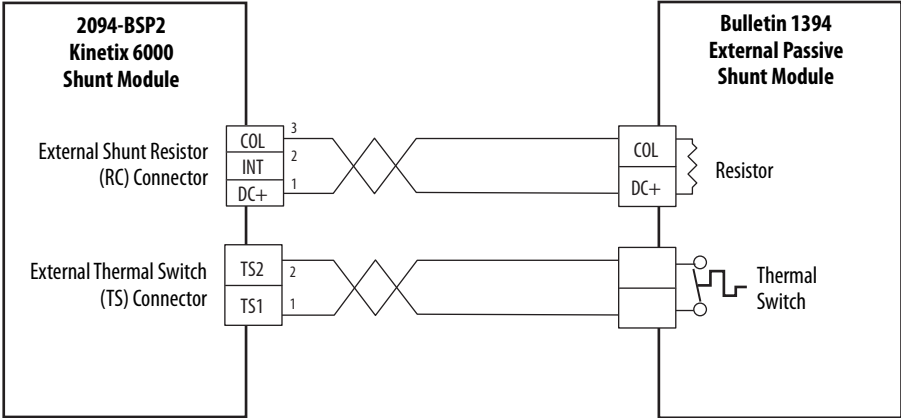 2094-BSP2
Kinetix 6000
Shunt Module
Bulletin 1394
External Passive
Shunt Module
External Shunt Resistor
(RC) Connector
COL
3
INT
2
DC+
1
COL
DC+
Resistor
External Thermal Switch
(TS) Connector
TS2
2
TS1
1
Thermal
Switch